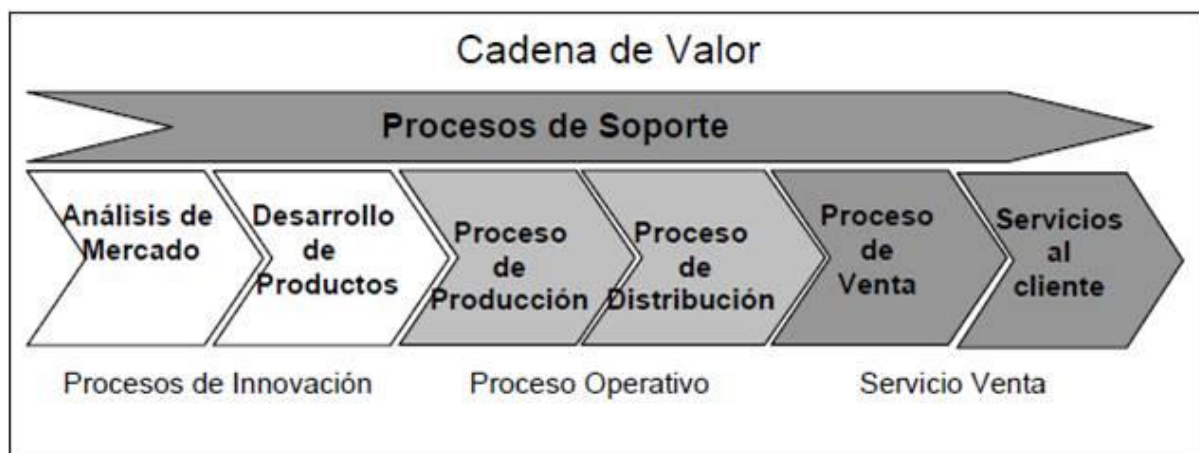 Cadena de Valor
Procesos de Soporte
Análisis de
Mercado
Desarrollo
de
Productos
Proceso
de
Producción
Proceso
de
Distribución
Proceso
de
Venta
Servicios
al
cliente
Procesos de Innovación
Proceso Operativo
Servicio Venta